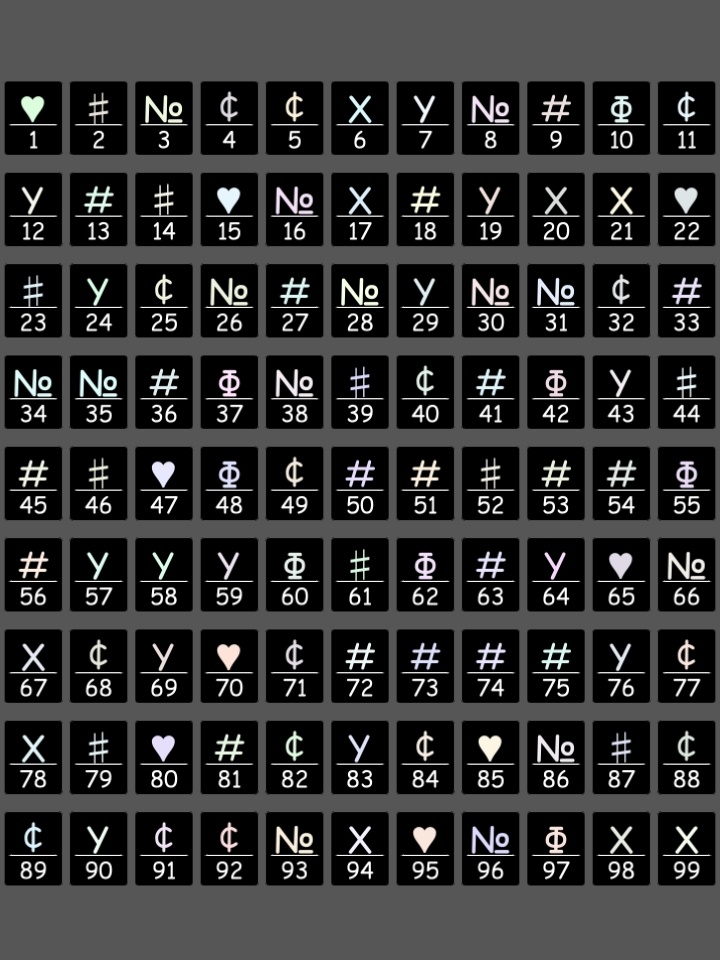 ♥ ♯ № ¢ ¢ X Y № # Φ ¢
1 2 3 4 5 6 7 8 9 10 11
Y # ♯ ♥ № X # Y X X ♥
12 13 14 15 16 17 18 19 20 21 22
♯ Y ¢ № # № Y № № ¢ #
23 24 25 26 27 28 29 30 31 32 33
№ № # Φ № ♯ ¢ # Φ Y ♯
34 35 36 37 38 39 40 41 42 43 44
# ♯ ♥ Φ ¢ # # ♯ # # Φ
45 46 47 48 49 50 51 52 53 54 55
# Y Y Y Φ ♯ Φ # Y ♥ №
56 57 58 59 60 61 62 63 64 65 66
X ¢ Y ♥ ¢ # # # # Y ¢
67 68 69 70 71 72 73 74 75 76 77
X ♯ ♥ # ¢ Y ¢ ♥ № ♯ ¢
78 79 80 81 82 83 84 85 86 87 88
¢ Y ¢ ¢ № X ♥ № Φ X X
89 90 91 92 93 94 95 96 97 98 99